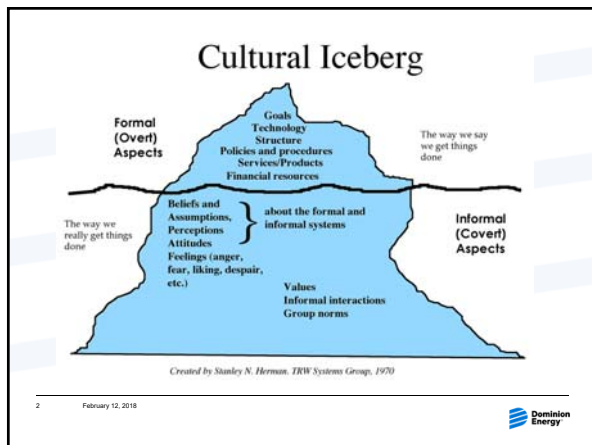 Cultural Iceberg
Formal
(Overt)
Aspects
Goals
Technology
Structure
Policies and procedures
Services/Products
Financial resources
The way we say
we get things
done
The way we
really get things
done
Beliefs and
Assumptions,
Perceptions
Attitudes
Feelings (anger,
fear, liking, despair,
etc.)
about the formal and
informal systems
Values
Informal interactions
Group norms
Informal
(Covert)
Aspects
Created by Stanley N. Herman. TRW Systems Group, 1970
2 February 12, 2018
Dominion
Energy®